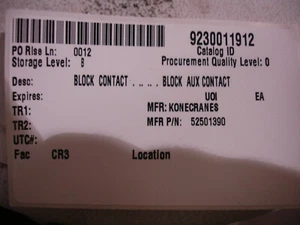 9230011912
PO Rlse Ln: 0012 Catalog ID
Storage Level: B Procurement Quality Level: 0
Desc: BLOCK CONTACT . .. .. . BLOCK AUX CONTACT
Expires: UOI EA
TR1: MFR: KONECRANES
TR2: MFR P/N: 52501390
UTC#:
Fac CR3 Location